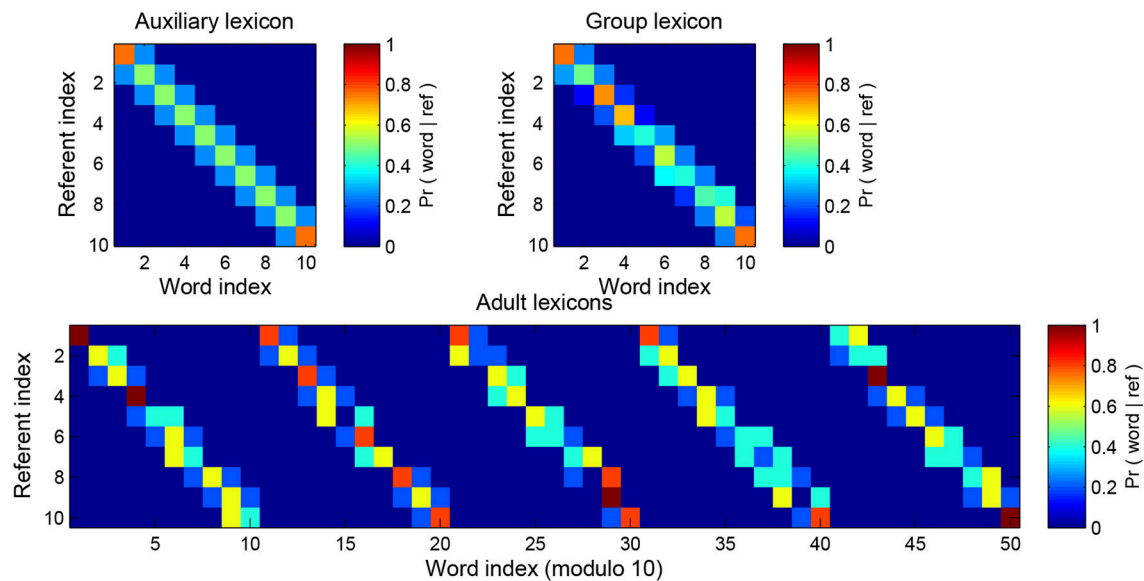 Auxiliary lexicon
Referent index
2
4
6
8
10
2 4 6 8 10
Word index
1
0.8
0.6
0.4
0.2
0
Pr ( word | ref )
Group lexicon
Referent index
2
4
6
8
10
2 4 6 8 10
Word index
1
0.8
0.6
0.4
0.2
0
Pr ( word | ref )
Adult lexicons
Referent index
2
4
6
8
10
5 10 15 20 25 30 35 40 45 50
Word index (modulo 10)
1
0.8
0.6
0.4
0.2
0
Pr ( word | ref )